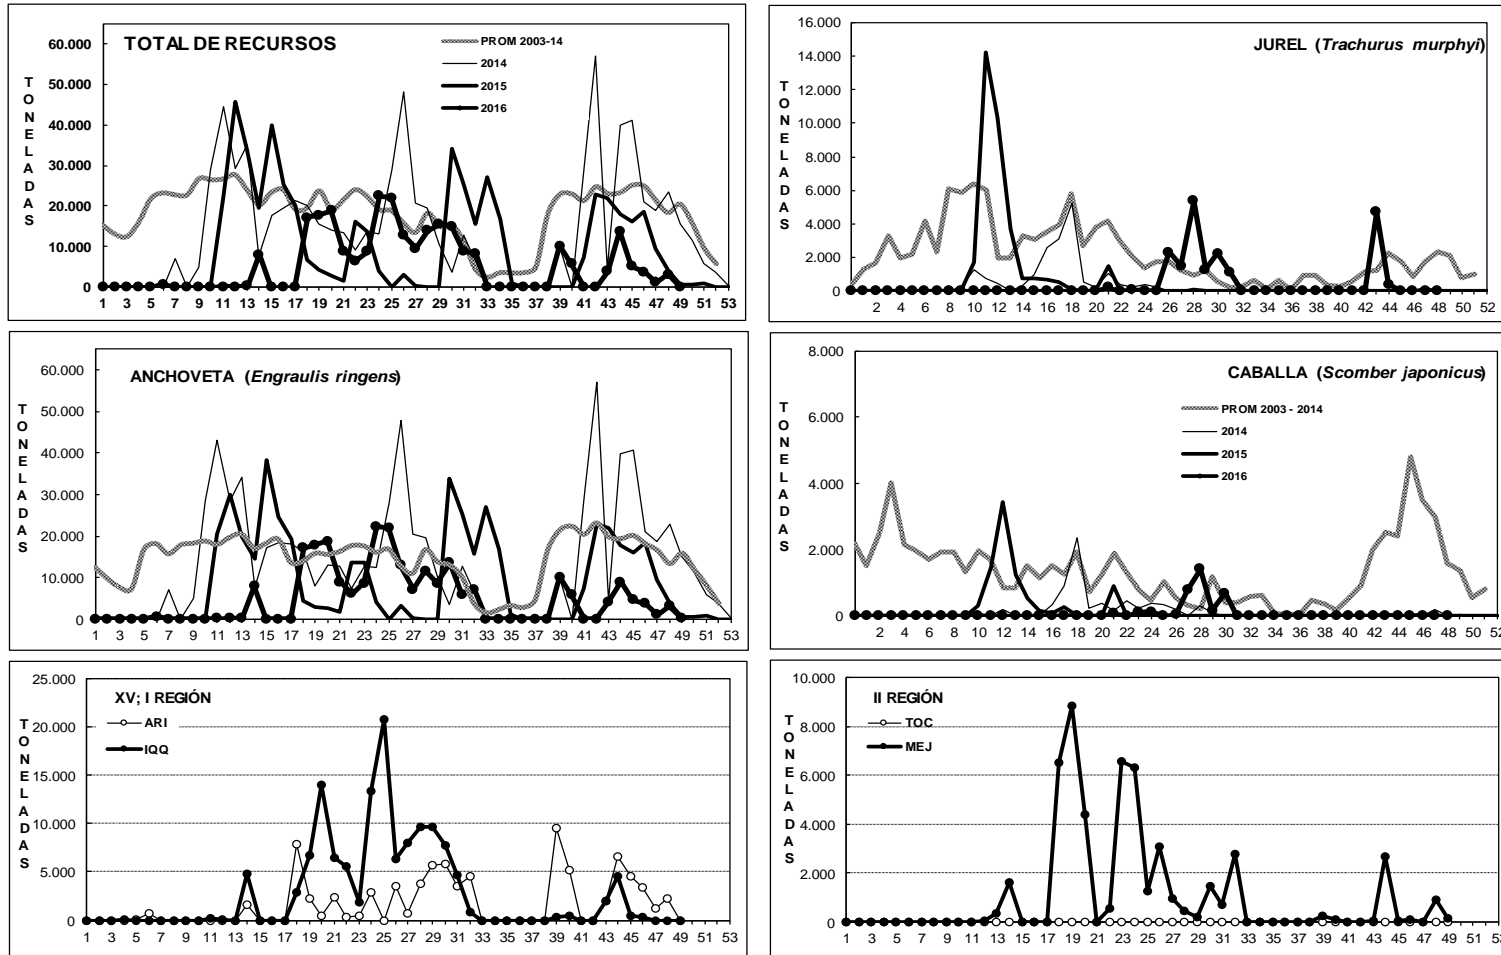 TOTAL DE RECURSOS
PROM 2003-14
2014
2015
2016
TONELADAS
60.000
50.000
40.000
30.000
20.000
10.000
0
1 3 5 7 9 11 13 15 17 19 21 23 25 27 29 31 33 35 37 39 41 43 45 47 49 51 53
JUREL (Trachurus murphyi)
TONELADAS
16.000
14.000
12.000
10.000
8.000
6.000
4.000
2.000
0
2 4 6 8 10 12 14 16 18 20 22 24 26 28 30 32 34 36 38 40 42 44 46 48 50 52
ANCHOVETA (Engraulis ringens)
TONELADAS
60.000
50.000
40.000
30.000
20.000
10.000
0
1 3 5 7 9 11 13 15 17 19 21 23 25 27 29 31 33 35 37 39 41 43 45 47 49 51 53
CABALLA (Scomber japonicus)
PROM 2003 - 2014
2014
2015
2016
TONELADAS
8.000
6.000
4.000
2.000
0
2 4 6 8 10 12 14 16 18 20 22 24 26 28 30 32 34 36 38 40 42 44 46 48 50 52
XV; I REGIÓN
ARI
IQQ
TONELADAS
25.000
20.000
15.000
10.000
5.000
0
1 3 5 7 9 11 13 15 17 19 21 23 25 27 29 31 33 35 37 39 41 43 45 47 49 51 53
II REGIÓN
TOC
MEJ
TONELADAS
10.000
8.000
6.000
4.000
2.000
0
1 3 5 7 9 11 13 15 17 19 21 23 25 27 29 31 33 35 37 39 41 43 45 47 49 51 53